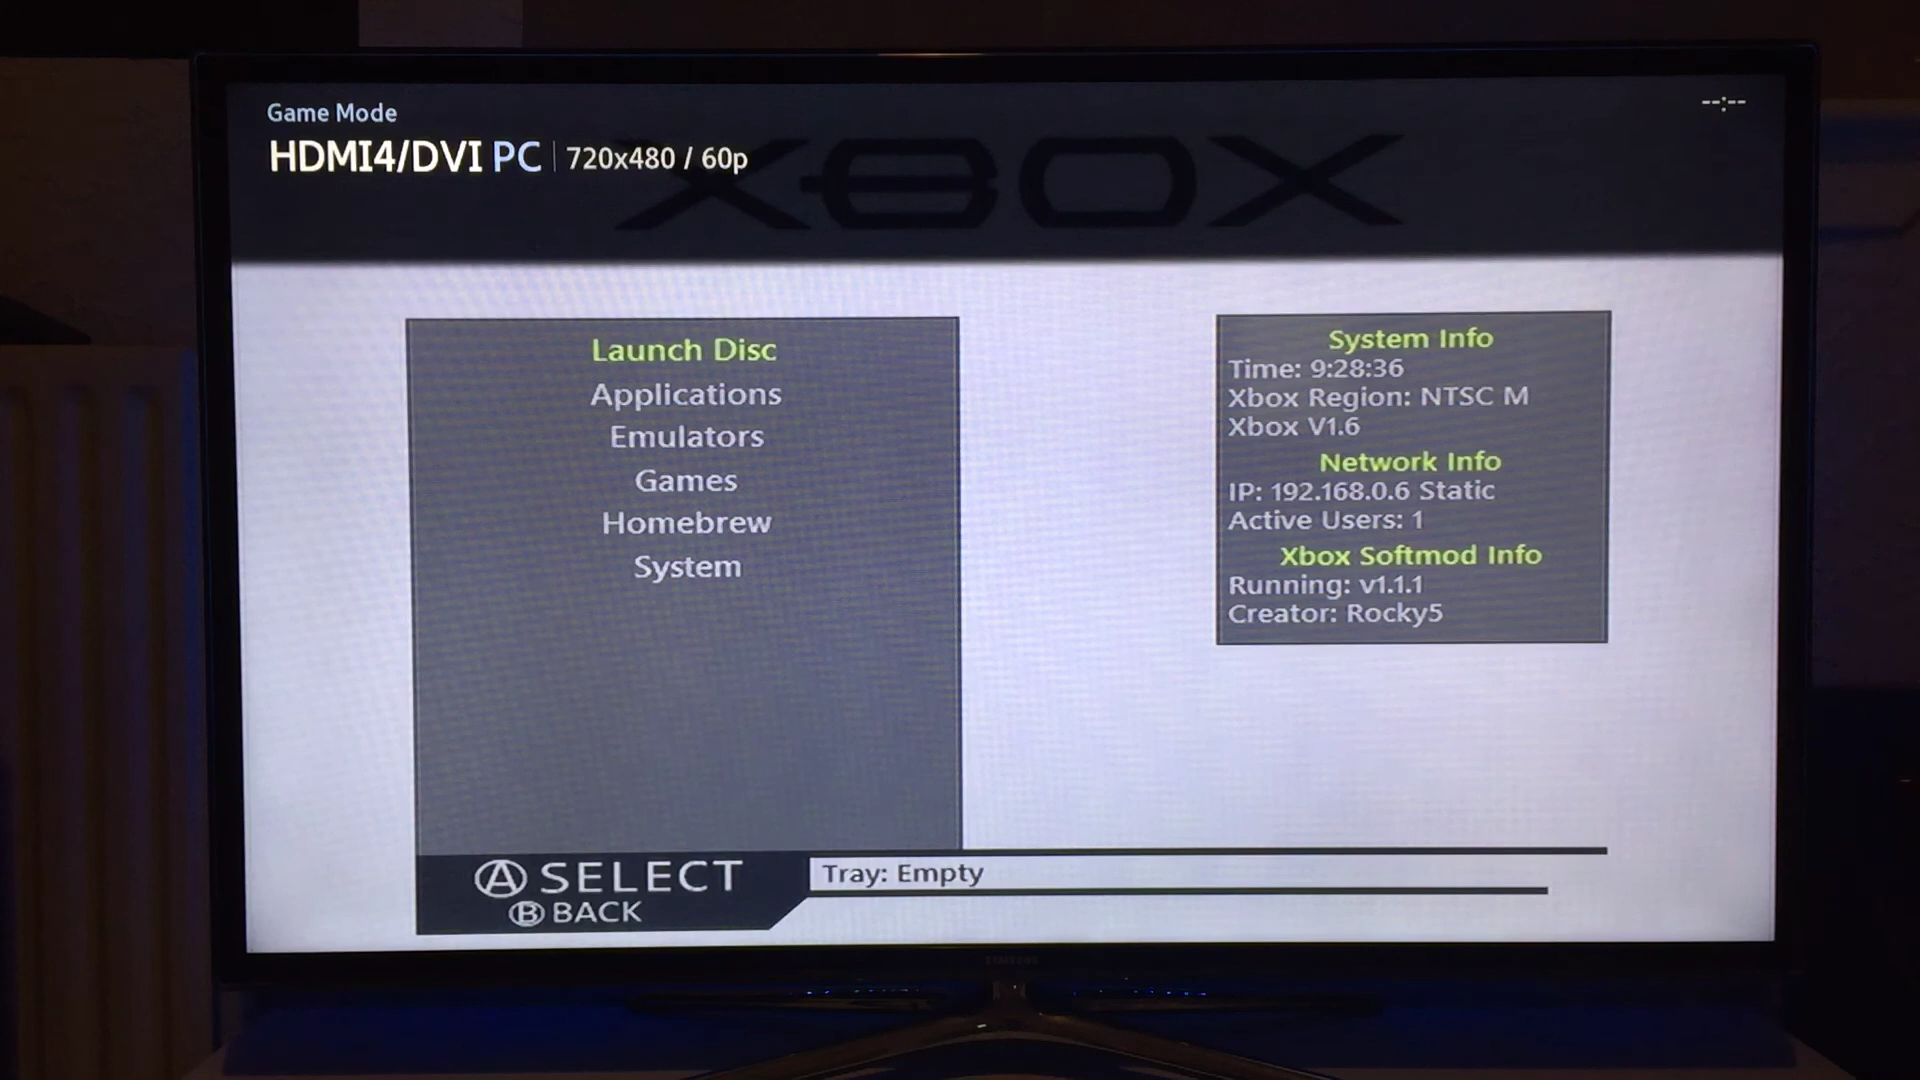 Game Mode
--:--
HDMI4/DVI PC | 720x480 / 60p
XBOX
Launch Disc
Applications
Emulators
Games
Homebrew
System
System Info
Time: 9:28:36
Xbox Region: NTSC M
Xbox V1.6
Network Info
IP: 192.168.0.6 Static
Active Users: 1
Xbox Softmod Info
Running: v1.1.1
Creator: Rocky5
A SELECT
B BACK
Tray: Empty
SAMSUNG